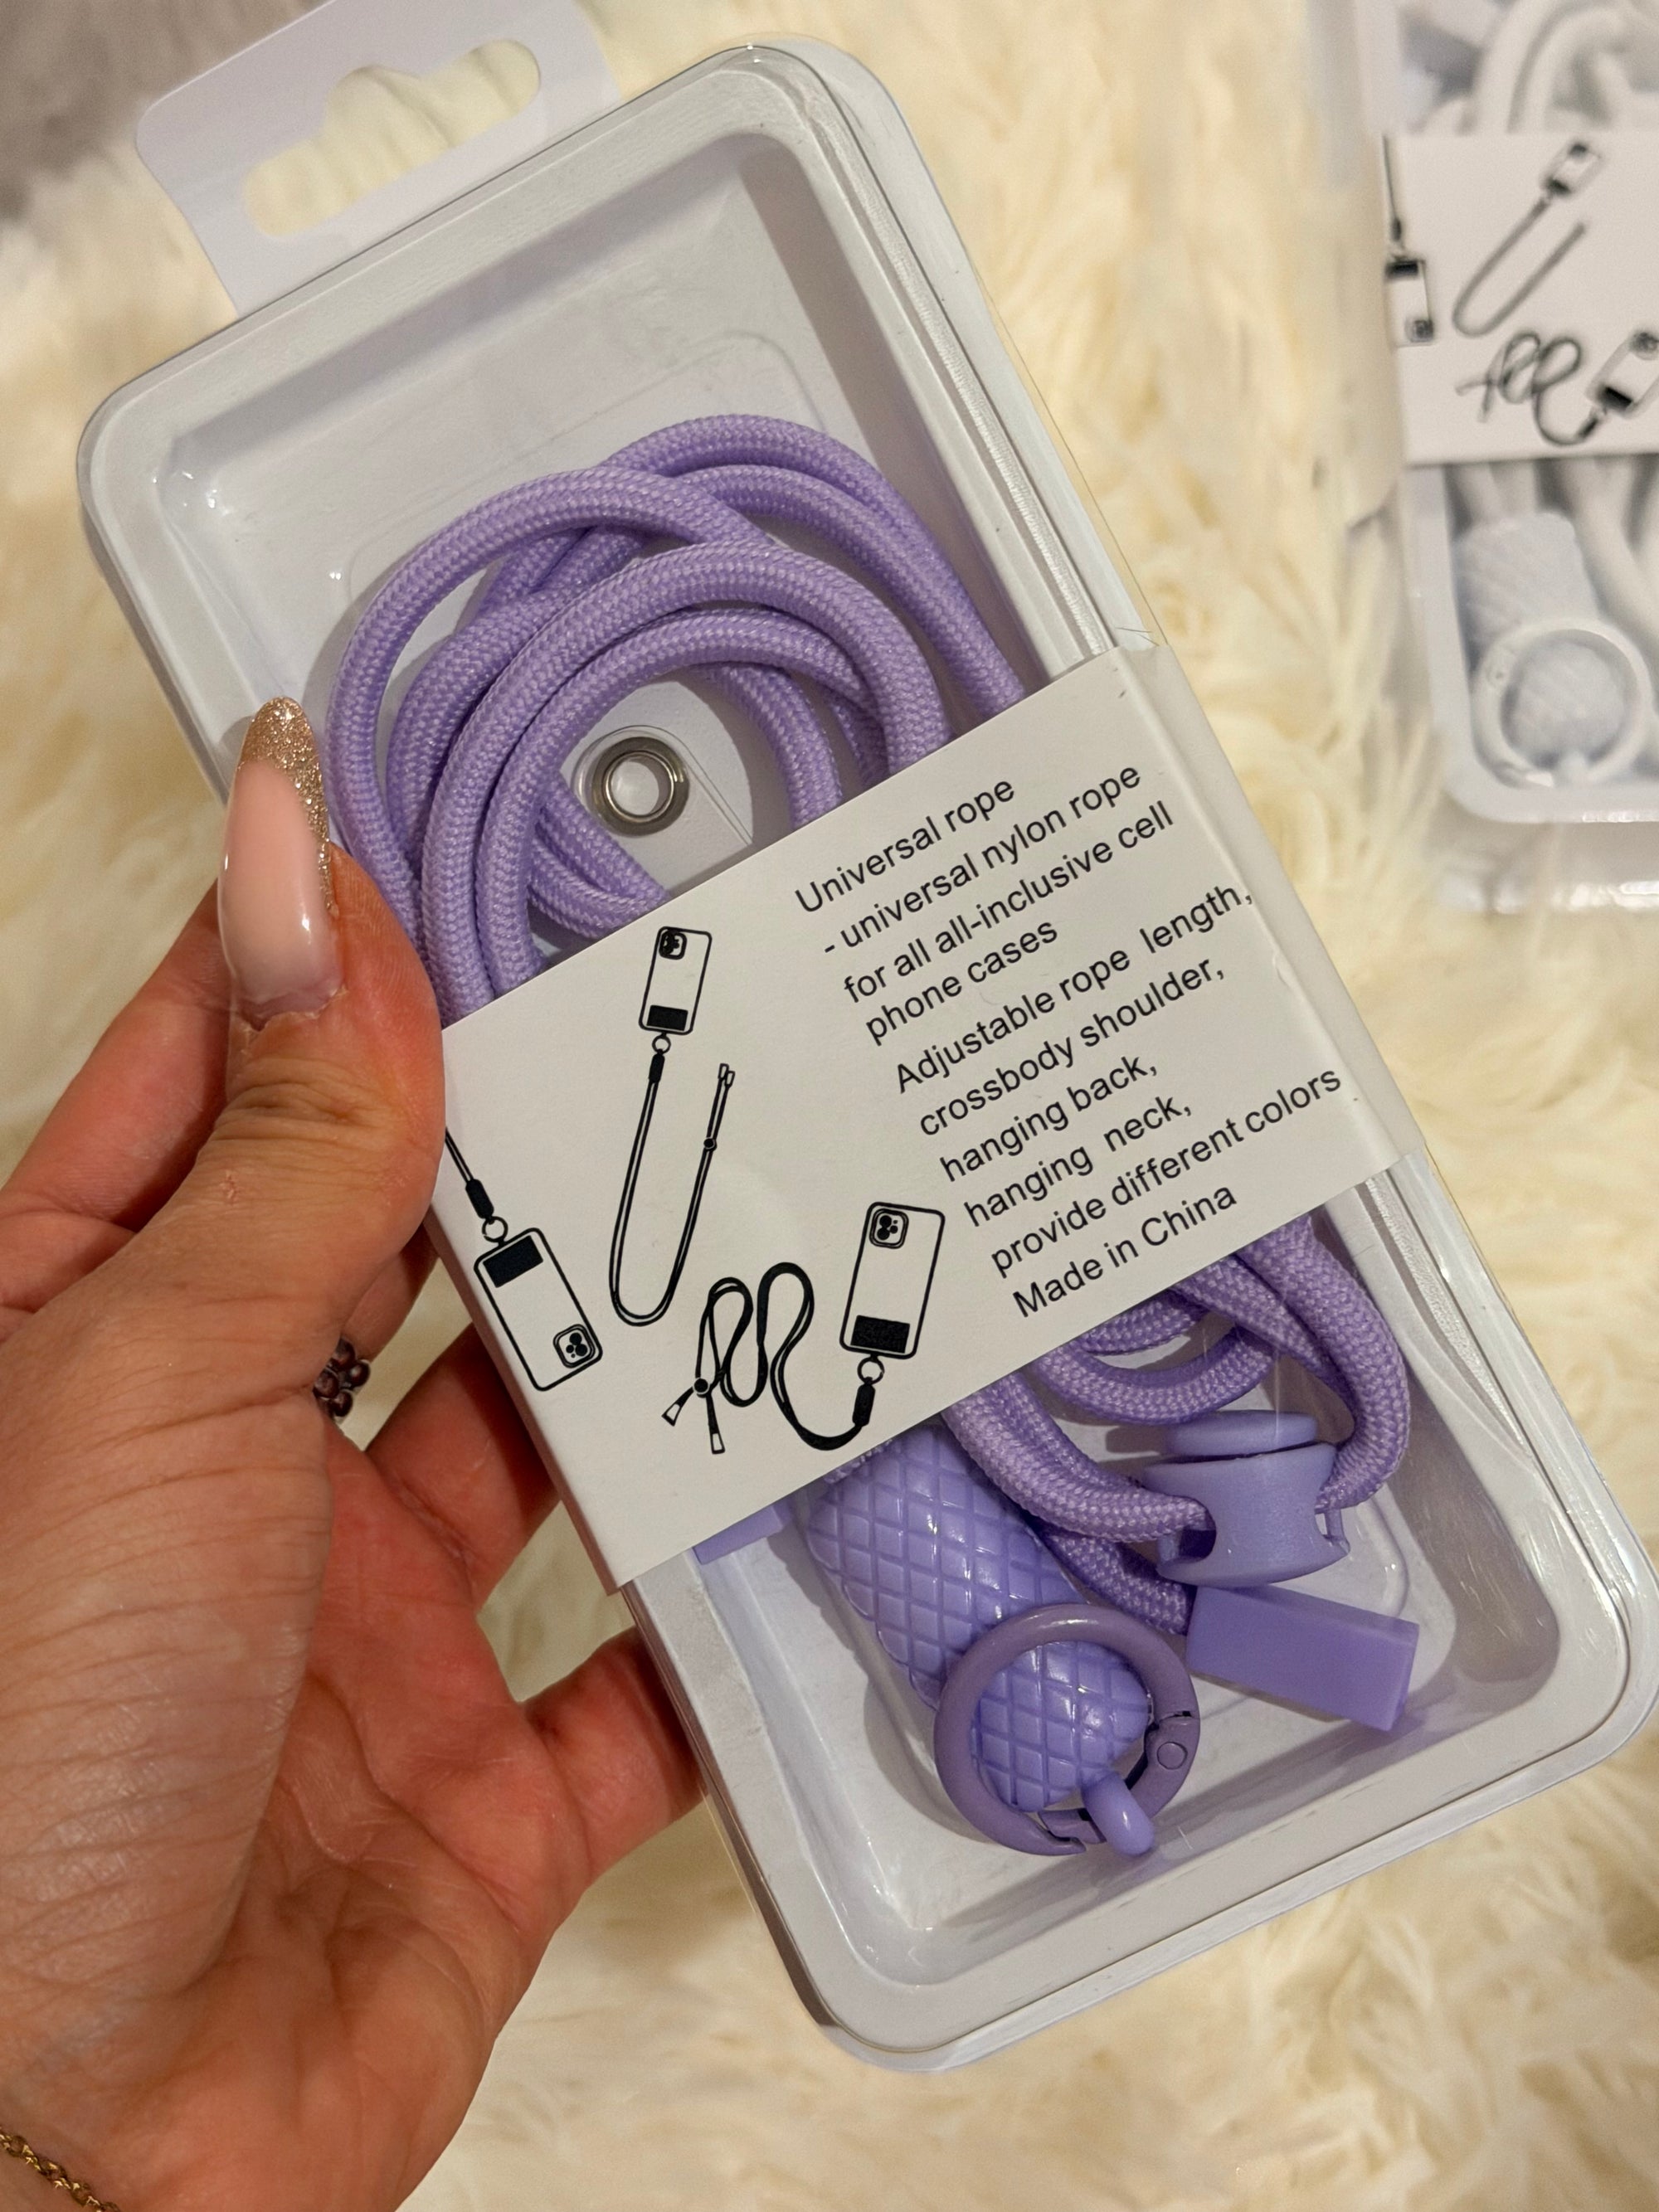 Universal rope
- universal nylon rope
for all all-inclusive cell
phone cases
Adjustable rope length,
crossbody shoulder,
hanging back,
hanging neck,
provide different colors
Made in China